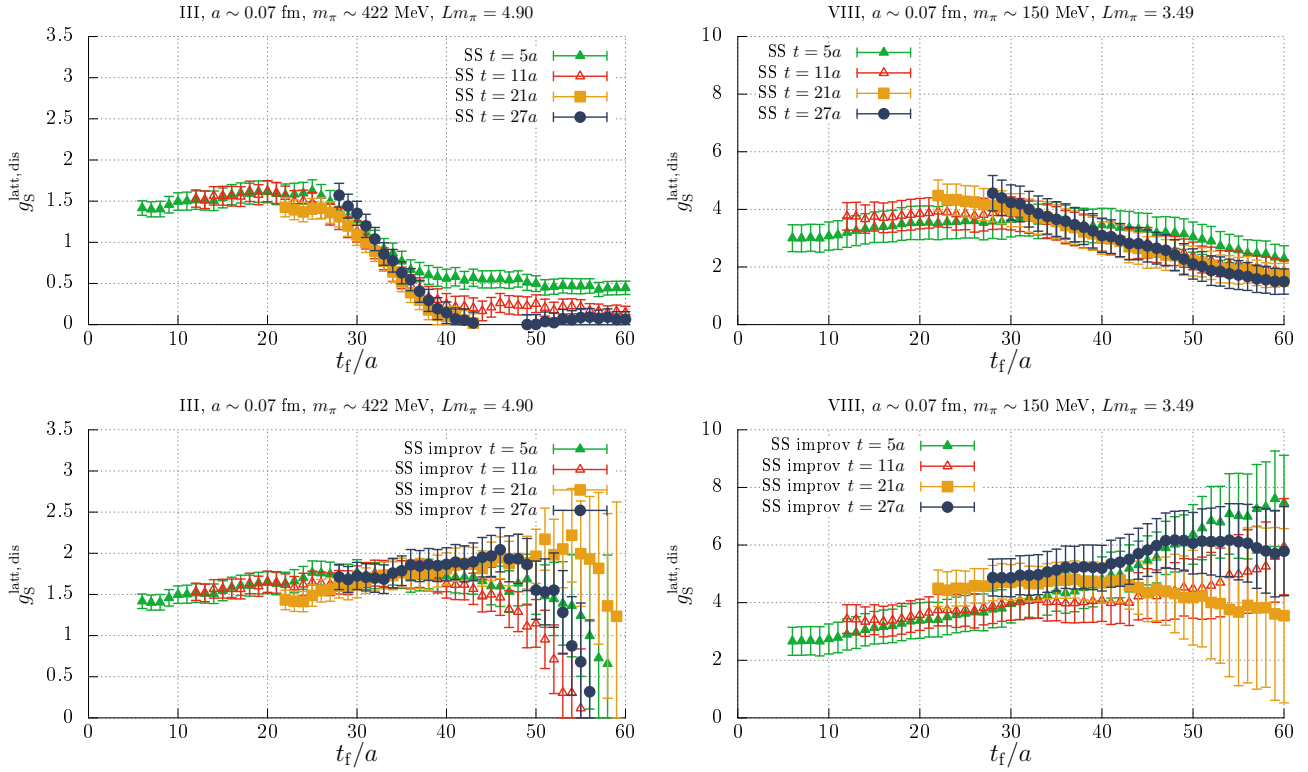 III, a ∼ 0.07 fm, mπ ∼ 422 MeV, Lmπ = 4.90
3.5
3
2.5
2
1.5
1
0.5
0
0 10 20 30 40 50 60
g_S^{latt,dis}
t_f/a
SS t = 5a
SS t = 11a
SS t = 21a
SS t = 27a
VIII, a ∼ 0.07 fm, mπ ∼ 150 MeV, Lmπ = 3.49
10
8
6
4
2
0
0 10 20 30 40 50 60
g_S^{latt,dis}
t_f/a
SS t = 5a
SS t = 11a
SS t = 21a
SS t = 27a
III, a ∼ 0.07 fm, mπ ∼ 422 MeV, Lmπ = 4.90
3.5
3
2.5
2
1.5
1
0.5
0
0 10 20 30 40 50 60
g_S^{latt,dis}
t_f/a
SS improv t = 5a
SS improv t = 11a
SS improv t = 21a
SS improv t = 27a
VIII, a ∼ 0.07 fm, mπ ∼ 150 MeV, Lmπ = 3.49
10
8
6
4
2
0
0 10 20 30 40 50 60
g_S^{latt,dis}
t_f/a
SS improv t = 5a
SS improv t = 11a
SS improv t = 21a
SS improv t = 27a